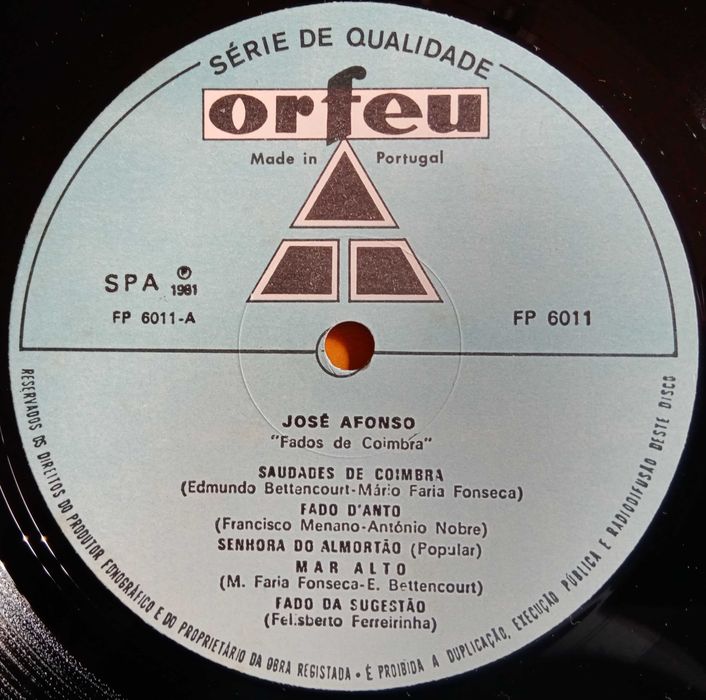 SÉRIE DE QUALIDADE
orfeu
Made in Portugal
SPA ℗ 1981
FP 6011-A
FP 6011
JOSÉ AFONSO
"Fados de Coimbra"
SAUDADES DE COIMBRA
(Edmundo Bettencourt-Mário Faria Fonseca)
FADO D'ANTO
(Francisco Menano-António Nobre)
SENHORA DO ALMORTÃO (Popular)
MAR ALTO
(M. Faria Fonseca-E. Bettencourt)
FADO DA SUGESTÃO
(Felisberto Ferreirinha)
RESERVADOS OS DIREITOS DO PRODUTOR FONOGRÁFICO E DO PROPRIETÁRIO DA OBRA REGISTADA • É PROIBIDA A DUPLICAÇÃO, EXECUÇÃO PÚBLICA E RADIODIFUSÃO DESTE DISCO